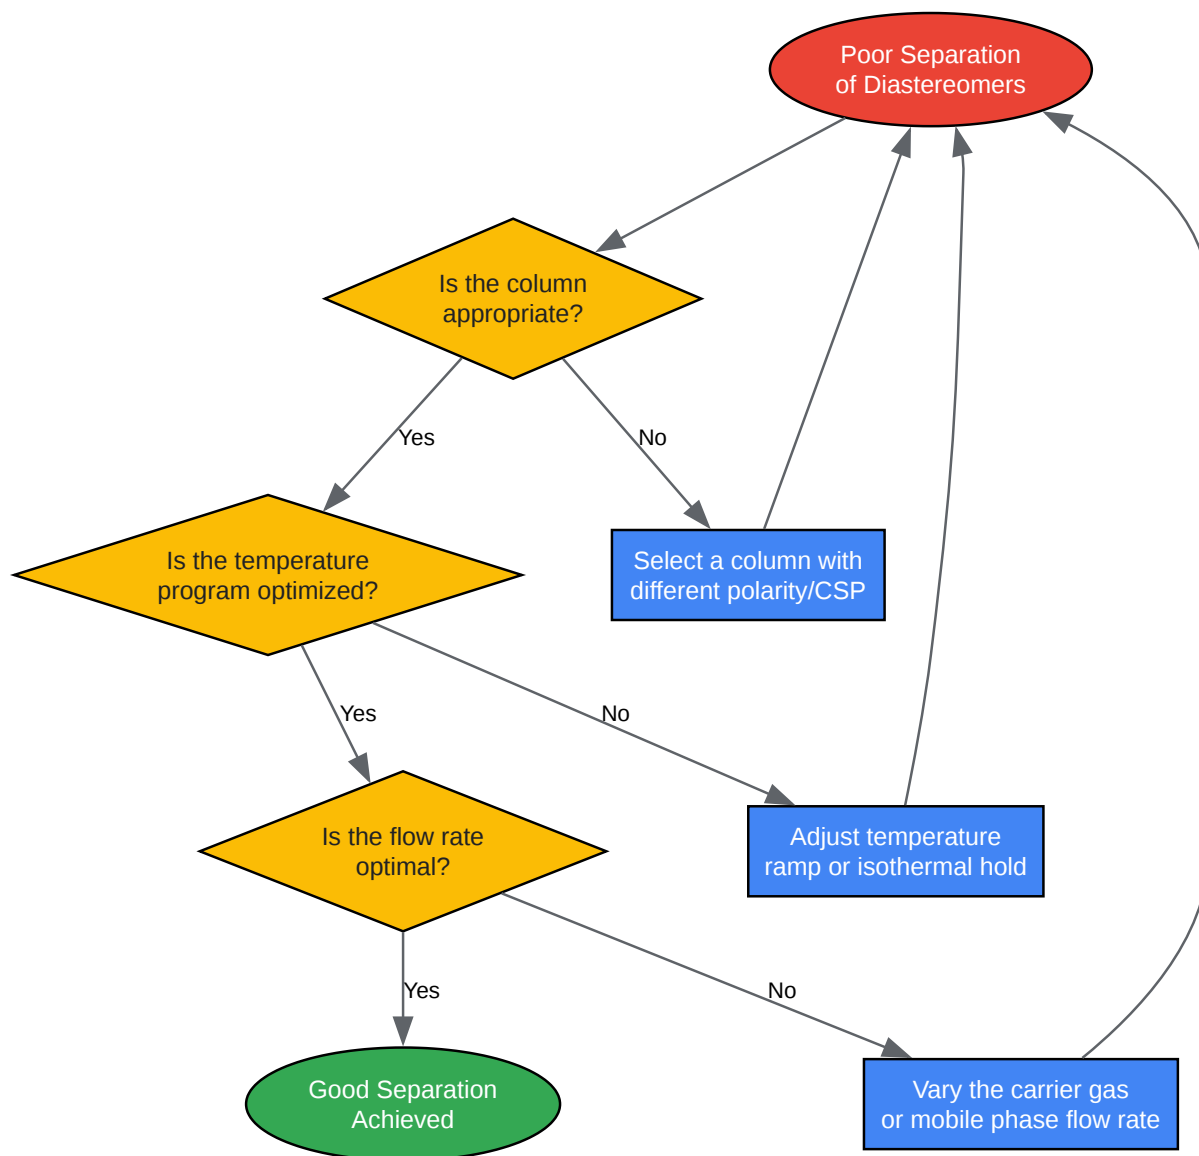 Poor Separation
of Diastereomers
Is the column
appropriate?
Yes
No
Is the temperature
program optimized?
Select a column with
different polarity/CSP
Yes
No
Is the flow rate
optimal?
Adjust temperature
ramp or isothermal hold
Yes
No
Good Separation
Achieved
Vary the carrier gas
or mobile phase flow rate